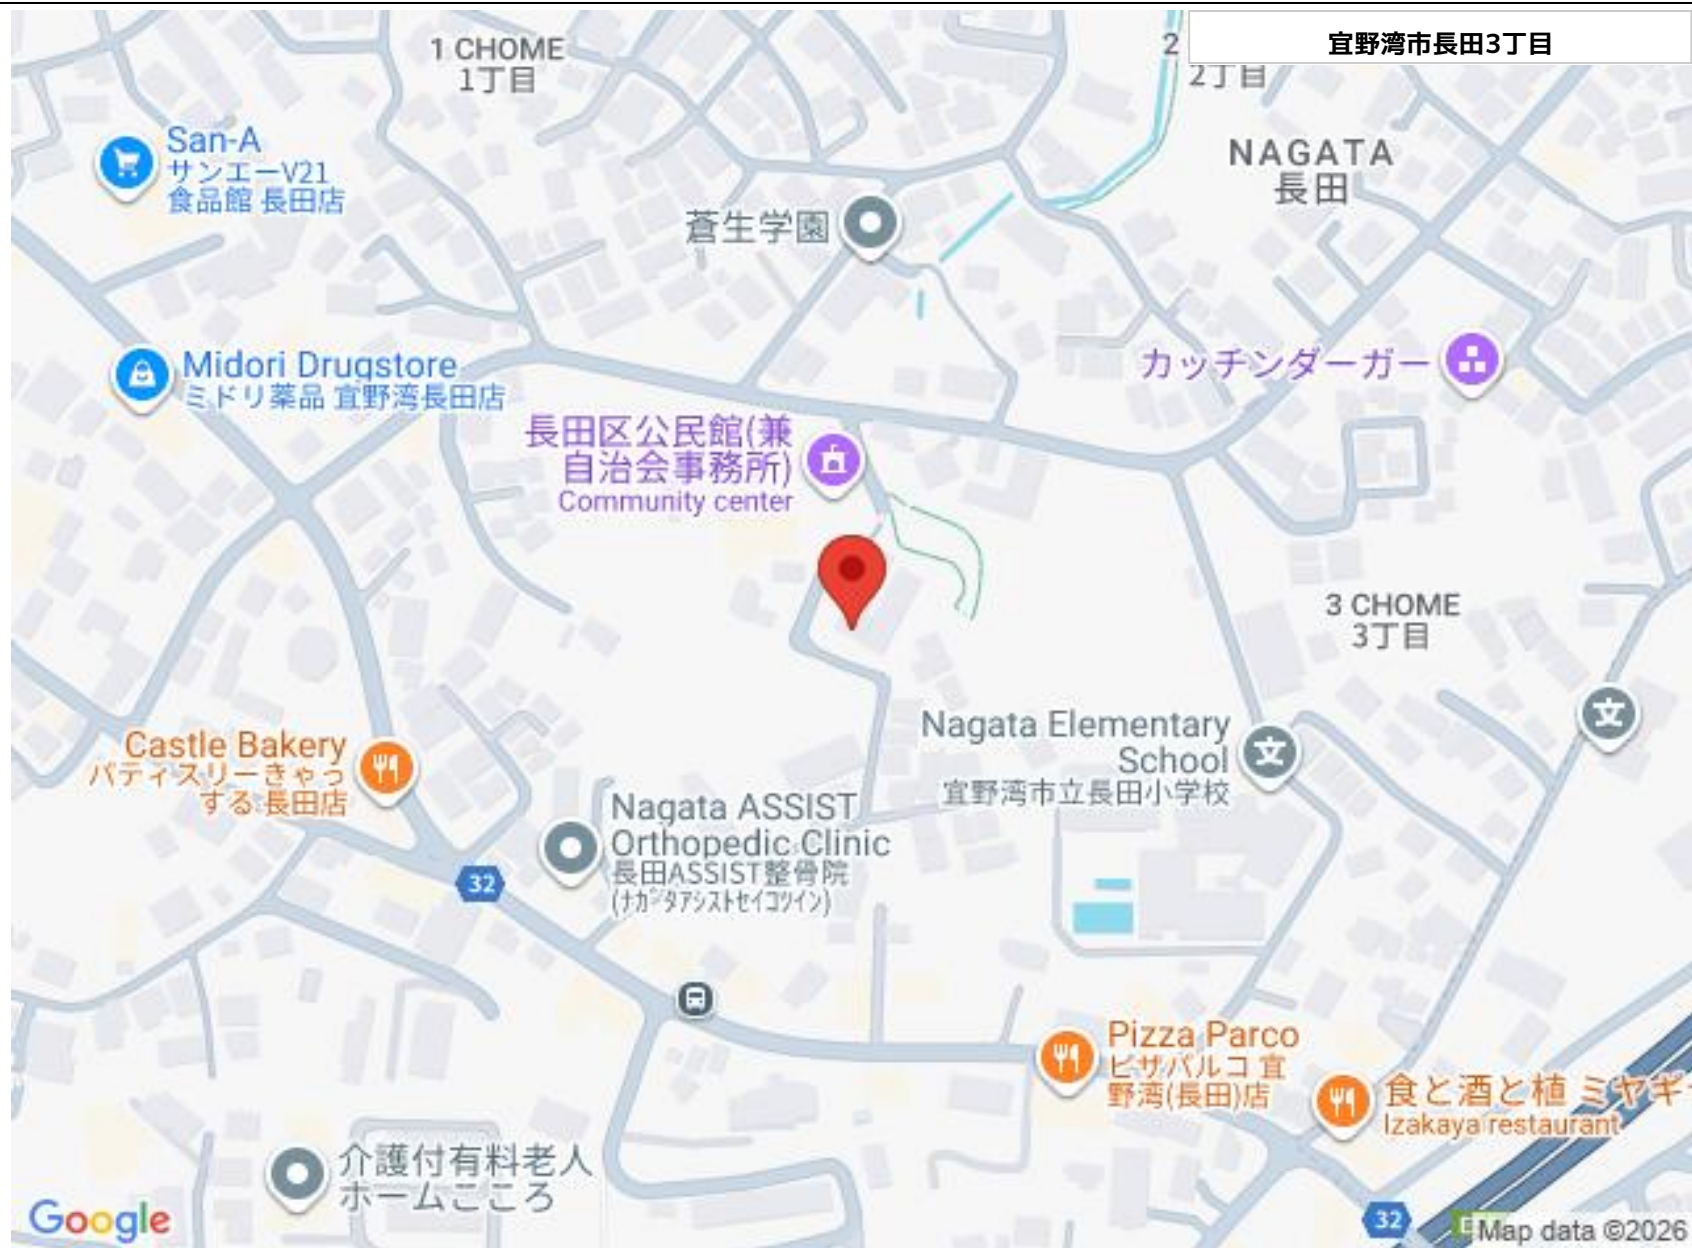 宜野湾市長田3丁目
1 CHOME
1丁目
2
2丁目
San-A
サンエーV21
食品館 長田店
NAGATA
長田
蒼生学園
Midori Drugstore
ミドリ薬品 宜野湾長田店
カッチンダーガー
長田区公民館(兼
自治会事務所)
Community center
3 CHOME
3丁目
Nagata Elementary
School
宜野湾市立長田小学校
文
文
Castle Bakery
パティスリーきゃっ
する 長田店
Nagata ASSIST
Orthopedic Clinic
長田ASSIST整骨院
(ナガタアシストセイコツイン)
32
Pizza Parco
ピザパルコ 宜
野湾(長田)店
食と酒と植 ミヤギ
Izakaya restaurant
介護付有料老人
ホームこころ
32
Google
Map data ©2026